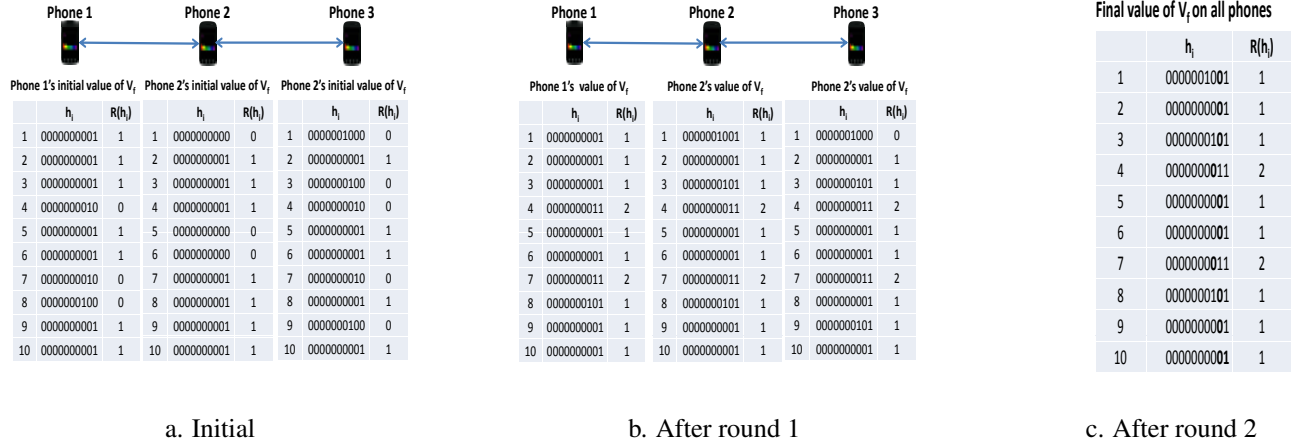 Phone 1 Phone 2 Phone 3
Phone 1's initial value of Vf Phone 2's initial value of Vf Phone 2's initial value of Vf
hi R(hi) hi R(hi) hi R(hi)
1 0000000001 1 1 0000000000 0 1 0000001000 0
2 0000000001 1 2 0000000001 1 2 0000000001 1
3 0000000001 1 3 0000000001 1 3 0000000100 0
4 0000000010 0 4 0000000001 1 4 0000000010 0
5 0000000001 1 5 0000000000 0 5 0000000001 1
6 0000000001 1 6 0000000000 0 6 0000000001 1
7 0000000010 0 7 0000000001 1 7 0000000010 0
8 0000000100 0 8 0000000001 1 8 0000000001 1
9 0000000001 1 9 0000000001 1 9 0000000100 0
10 0000000001 1 10 0000000001 1 10 0000000001 1
a. Initial
Phone 1 Phone 2 Phone 3
Phone 1's value of Vf Phone 2's value of Vf Phone 2's value of Vf
hi R(hi) hi R(hi) hi R(hi)
1 0000000001 1 1 0000001001 1 1 0000001000 0
2 0000000001 1 2 0000000001 1 2 0000000001 1
3 0000000001 1 3 0000000101 1 3 0000000101 1
4 0000000011 2 4 0000000011 2 4 0000000011 2
5 0000000001 1 5 0000000001 1 5 0000000001 1
6 0000000001 1 6 0000000001 1 6 0000000001 1
7 0000000011 2 7 0000000011 2 7 0000000011 2
8 0000000101 1 8 0000000101 1 8 0000000001 1
9 0000000001 1 9 0000000001 1 9 0000000101 1
10 0000000001 1 10 0000000001 1 10 0000000001 1
b. After round 1
Final value of Vf on all phones
hi R(hi)
1 0000001001 1
2 0000000001 1
3 0000000101 1
4 0000000011 2
5 0000000001 1
6 0000000001 1
7 0000000011 2
8 0000000101 1
9 0000000001 1
10 0000000001 1
c. After round 2